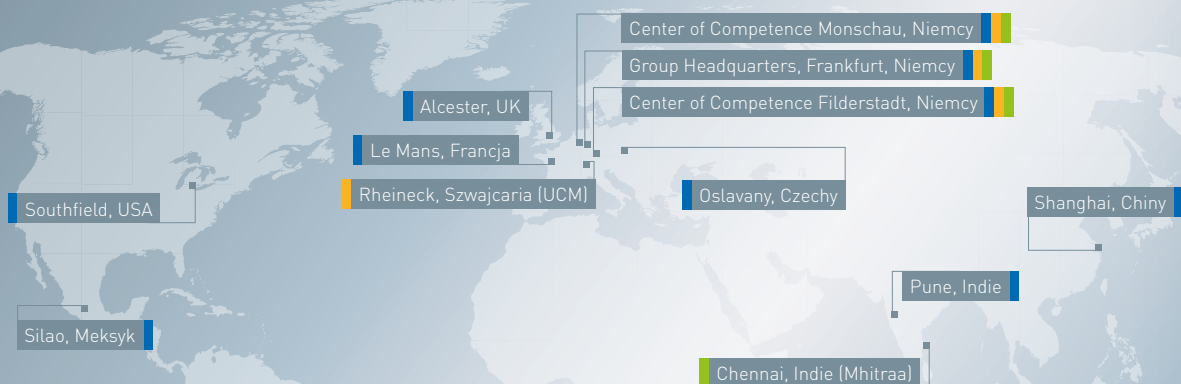 Center of Competence Monschau, Niemcy
Group Headquarters, Frankfurt, Niemcy
Center of Competence Filderstadt, Niemcy
Alcester, UK
Le Mans, Francja
Rheineck, Szwajcaria (UCM)
Oslavany, Czechy
Southfield, USA
Shanghai, Chiny
Pune, Indie
Silao, Meksyk
Chennai, Indie (Mhitraa)